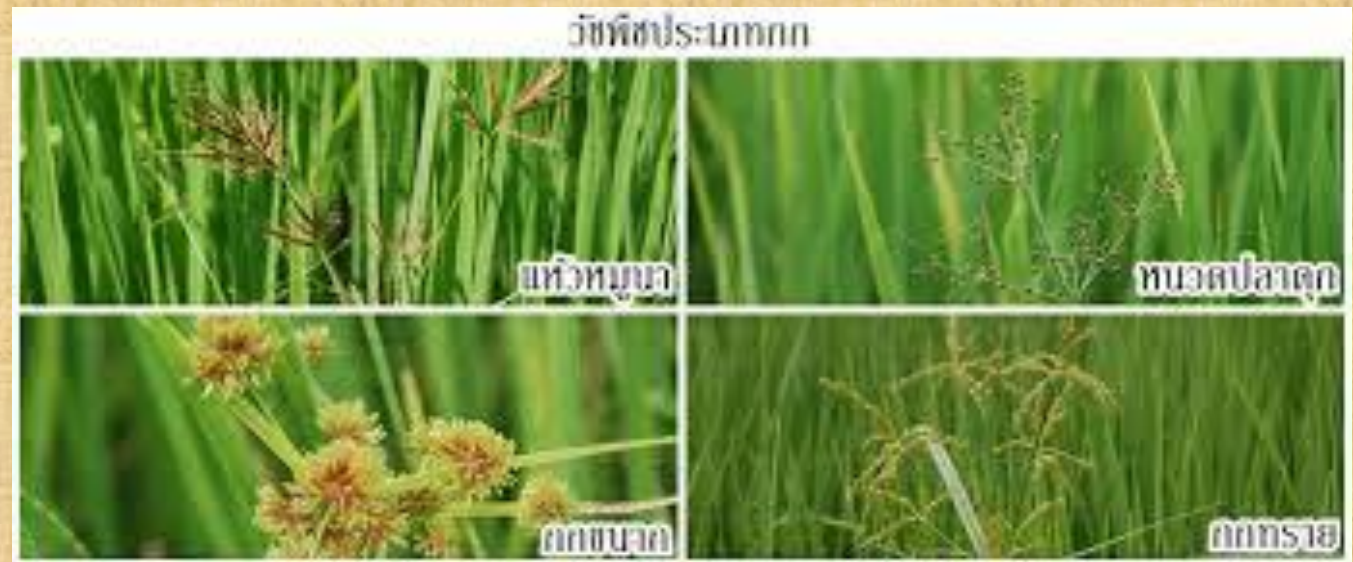 วัชพืชประเภทกก
แห้วหมูนา
หนวดปลาดุก
กกขนาก
กกทราย